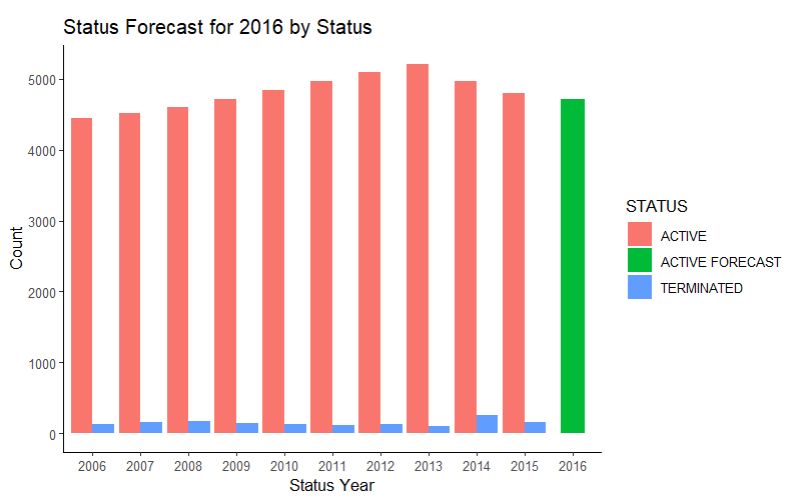 Status Forecast for 2016 by Status
Count
5000
4000
3000
2000
1000
0
2006 2007 2008 2009 2010 2011 2012 2013 2014 2015 2016
Status Year
STATUS
ACTIVE
ACTIVE FORECAST
TERMINATED